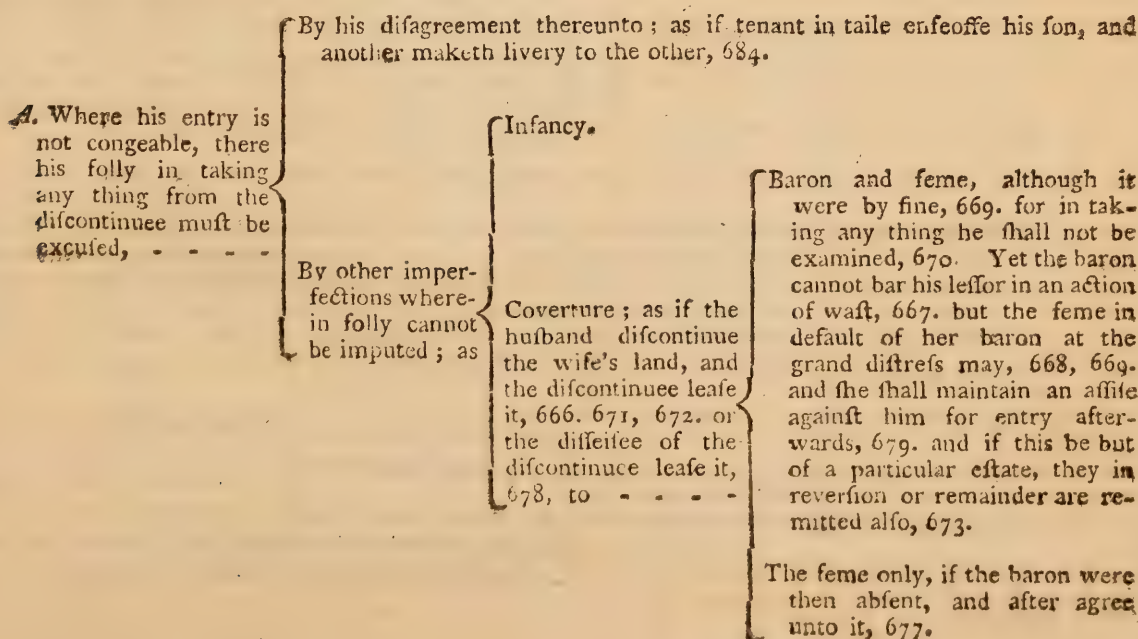 By his diſagreement thereunto ; as if tenant in taile enfeoffe his ſon, and
another maketh livery to the other, 684.
A. Where his entry is
not congeable, there
his folly in taking
any thing from the
diſcontinuee muſt be
excuſed, - - - -
Infancy.
By other imper-
fections where-
in folly cannot
be imputed ; as
Coverture ; as if the
huſband diſcontinue
the wife's land, and
the diſcontinuee leaſe
it, 666. 671, 672. or
the diſſeiſee of the
diſcontinuee leaſe it,
678, to - - - -
Baron and feme, although it
were by fine, 669. for in tak-
ing any thing he ſhall not be
examined, 670. Yet the baron
cannot bar his leſſor in an action
of waſt, 667. but the feme in
default of her baron at the
grand diſtreſs may, 668, 669.
and ſhe ſhall maintain an aſſiſe
againſt him for entry after-
wards, 679. and if this be but
of a particular eſtate, they in
reverſion or remainder are re-
mitted alſo, 673.
The feme only, if the baron were
then abſent, and after agree
unto it, 677.